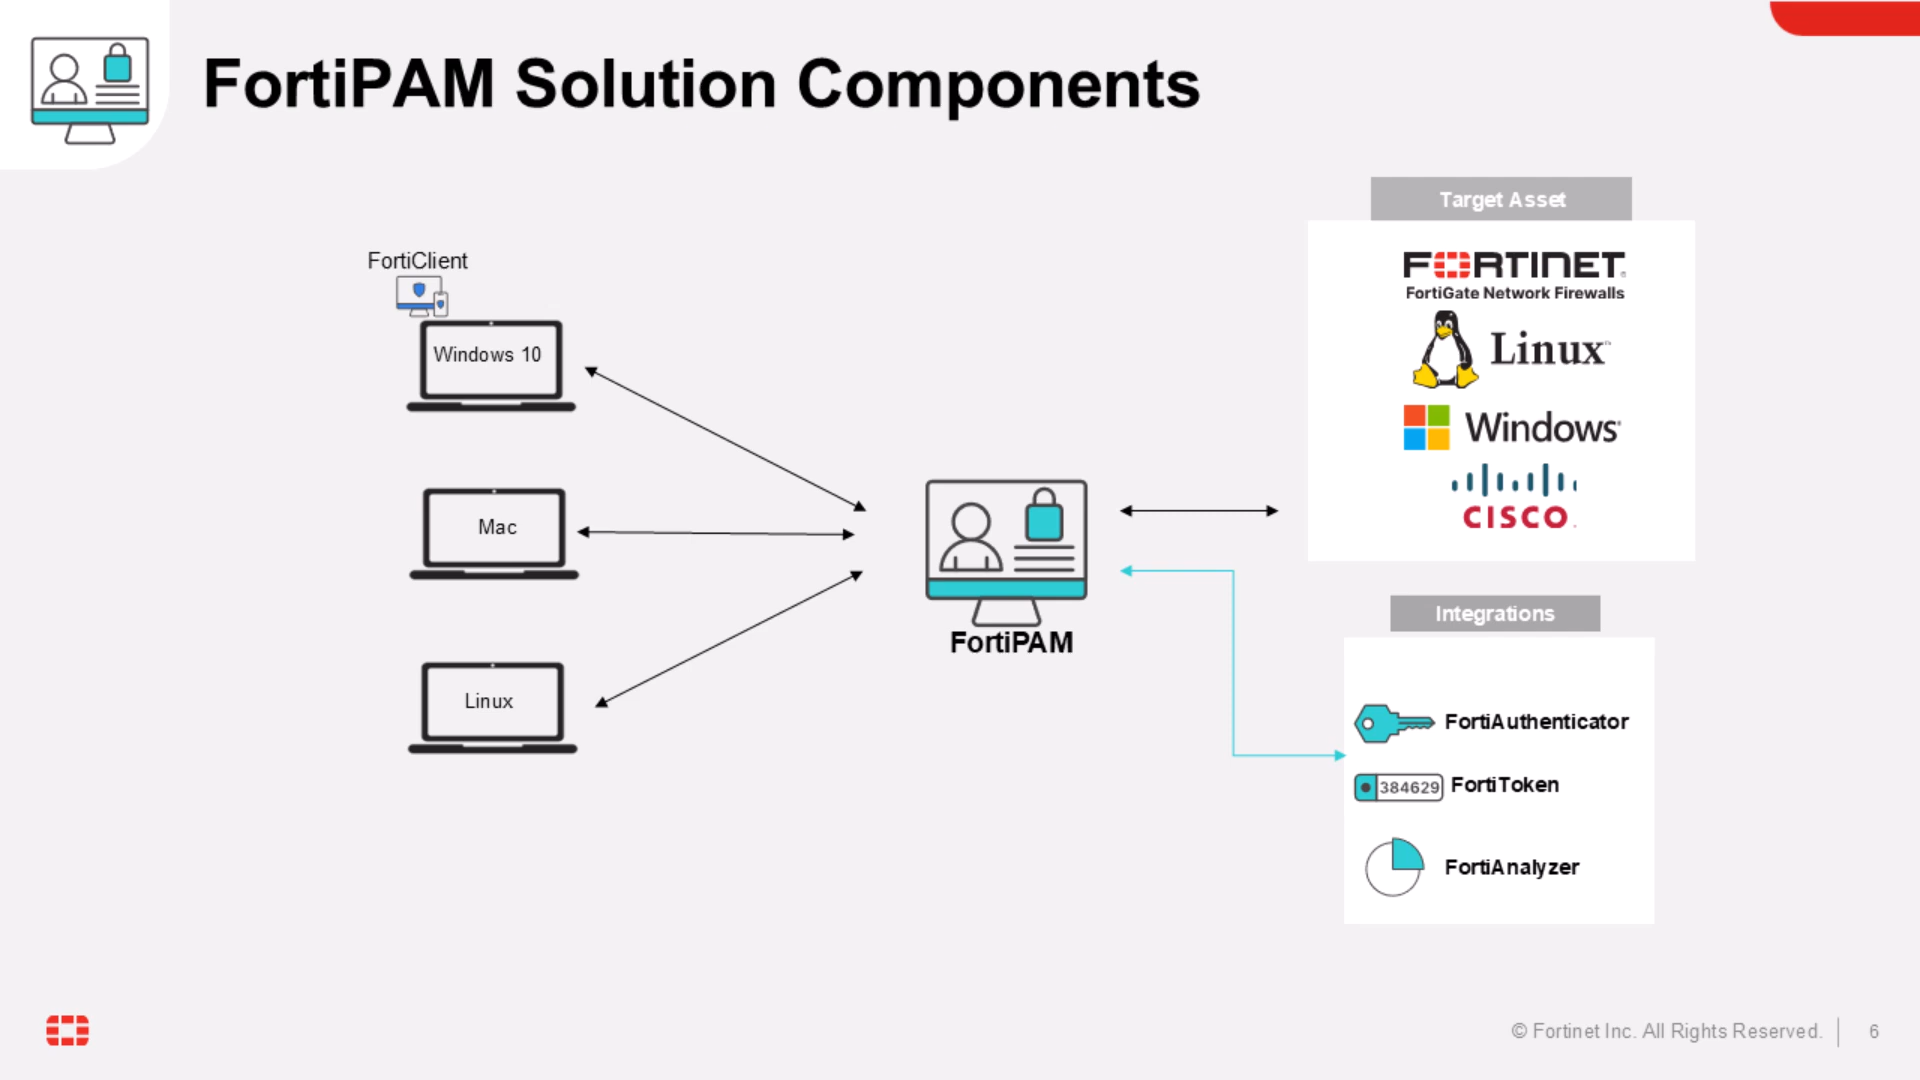 FortiPAM Solution Components
FortiClient
Windows 10
Mac
Linux
FortiPAM
Target Asset
FORTINET®
FortiGate Network Firewalls
Linux™
Windows®
CISCO
Integrations
FortiAuthenticator
384629
FortiToken
FortiAnalyzer
© Fortinet Inc. All Rights Reserved.
6